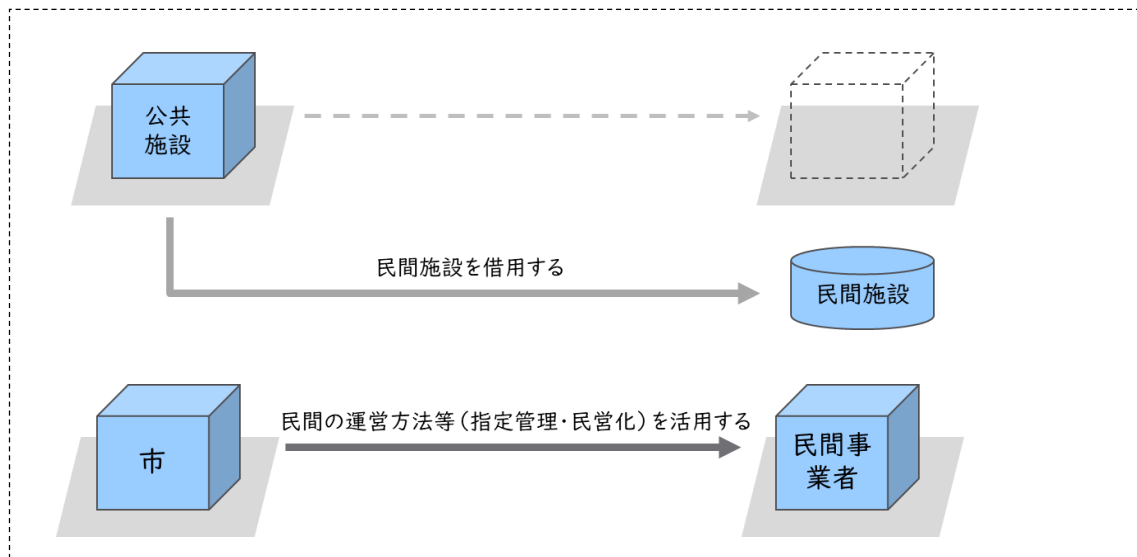 公共
施設
民間施設を借用する
民間施設
市
民間の運営方法等(指定管理・民営化)を活用する
民間事
業者